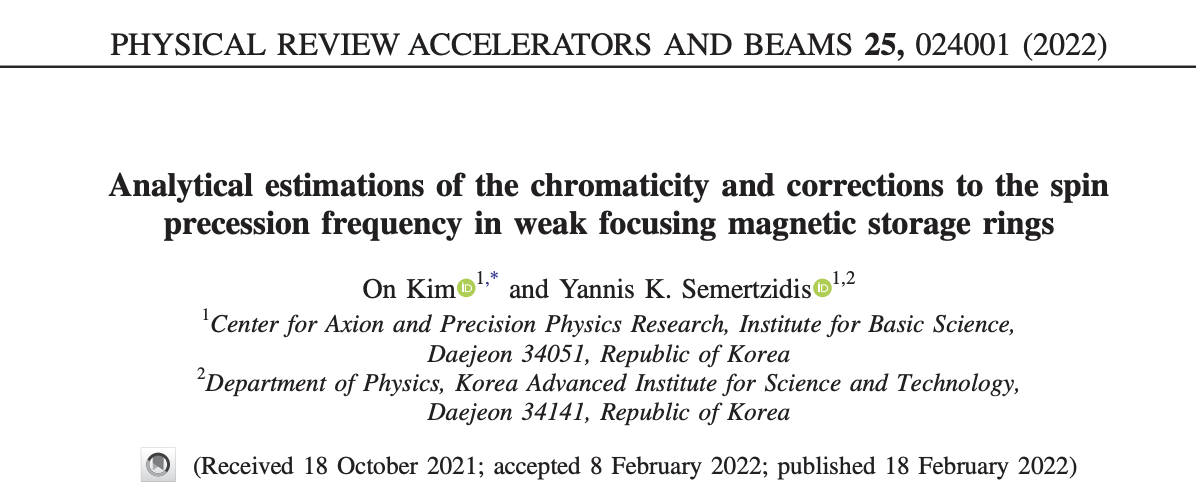 PHYSICAL REVIEW ACCELERATORS AND BEAMS 25, 024001 (2022)
Analytical estimations of the chromaticity and corrections to the spin
precession frequency in weak focusing magnetic storage rings
On Kim iD 1,* and Yannis K. Semertzidis iD 1,2
1Center for Axion and Precision Physics Research, Institute for Basic Science,
Daejeon 34051, Republic of Korea
2Department of Physics, Korea Advanced Institute for Science and Technology,
Daejeon 34141, Republic of Korea
(Received 18 October 2021; accepted 8 February 2022; published 18 February 2022)